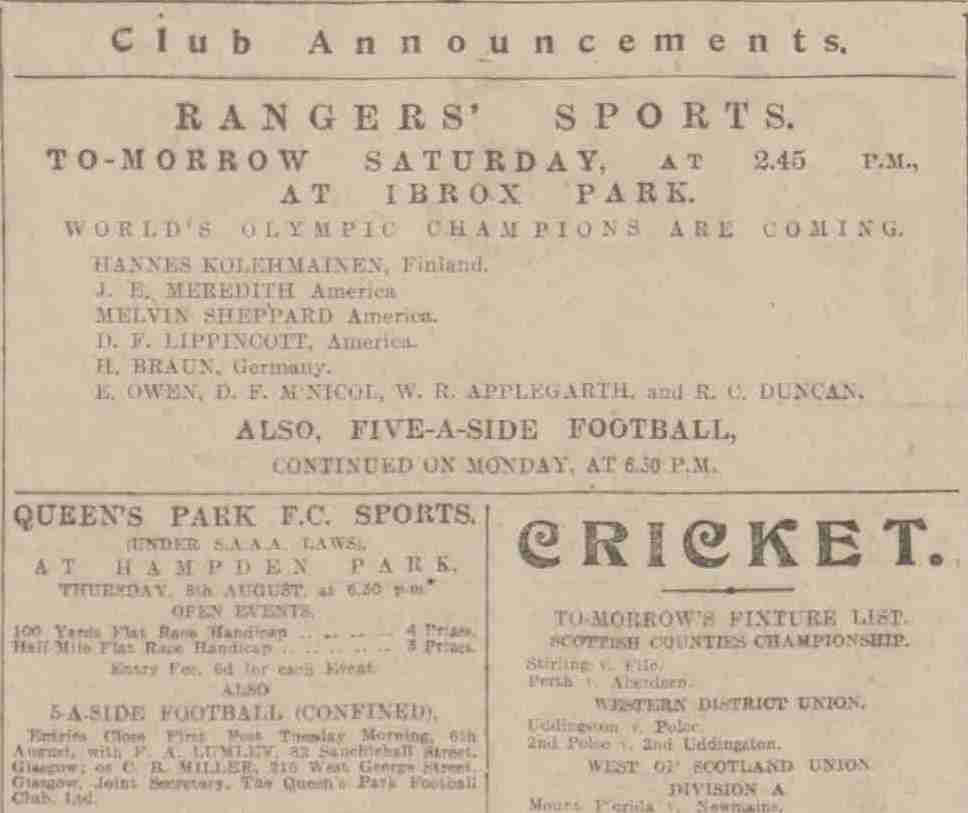 Club Announcements.
RANGERS' SPORTS.
TO-MORROW SATURDAY, AT 2.45 P.M.,
AT IBROX PARK.
WORLD'S OLYMPIC CHAMPIONS ARE COMING.
HANNES KOLEHMAINEN, Finland.
J. E. MEREDITH America
MELVIN SHEPPARD America.
D. F. LIPPINCOTT, America.
H. BRAUN, Germany.
E. OWEN, D. F. M'NICOL, W. R. APPLEGARTH, and R. C. DUNCAN.
ALSO, FIVE-A-SIDE FOOTBALL,
CONTINUED ON MONDAY, AT 6.30 P.M.
QUEEN'S PARK F.C. SPORTS.
(UNDER S.A.A.A. LAWS).
AT HAMPDEN PARK.
THURSDAY, 8th AUGUST, at 6.30 p.m.
OPEN EVENTS.
100 Yards Flat Race Handicap .. .. .. .. 4 Prizes.
Half Mile Flat Race Handicap .. .. .. .. 3 Prizes.
Entry Fee, 6d for each Event.
ALSO
5-A-SIDE FOOTBALL (CONFINED).
Entries Close First Post Tuesday Morning, 6th
August, with F. A. LUMLEY, 82 Sauchiehall Street,
Glasgow; or C. R. MILLER, 216 West George Street,
Glasgow, Joint Secretary, The Queen's Park Football
Club, Ltd.
CRICKET.
TO-MORROW'S FIXTURE LIST.
SCOTTISH COUNTIES CHAMPIONSHIP.
Stirling v. Fife.
Perth v. Aberdeen.
WESTERN DISTRICT UNION.
Uddingston v. Poloc.
2nd Poloc v. 2nd Uddingston.
WEST OF SCOTLAND UNION
DIVISION A
Mount Florida v. Newmains.